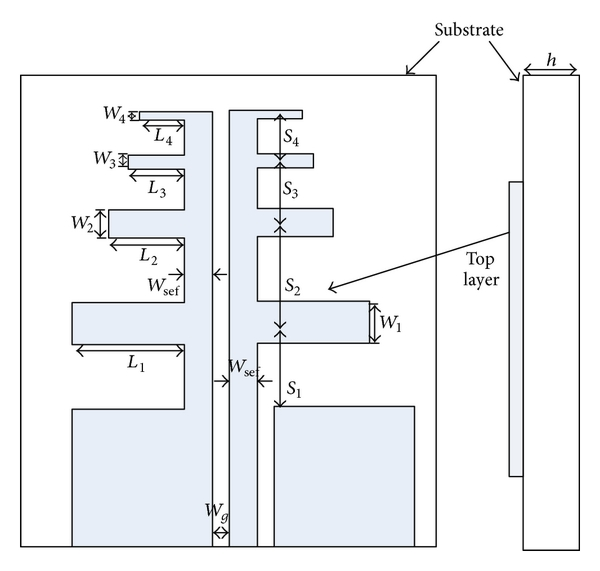 Substrate
h
W4
L4
S4
W3
L3
S3
W2
L2
Wsef
S2
Top
layer
W1
L1
Wsef
S1
Wg